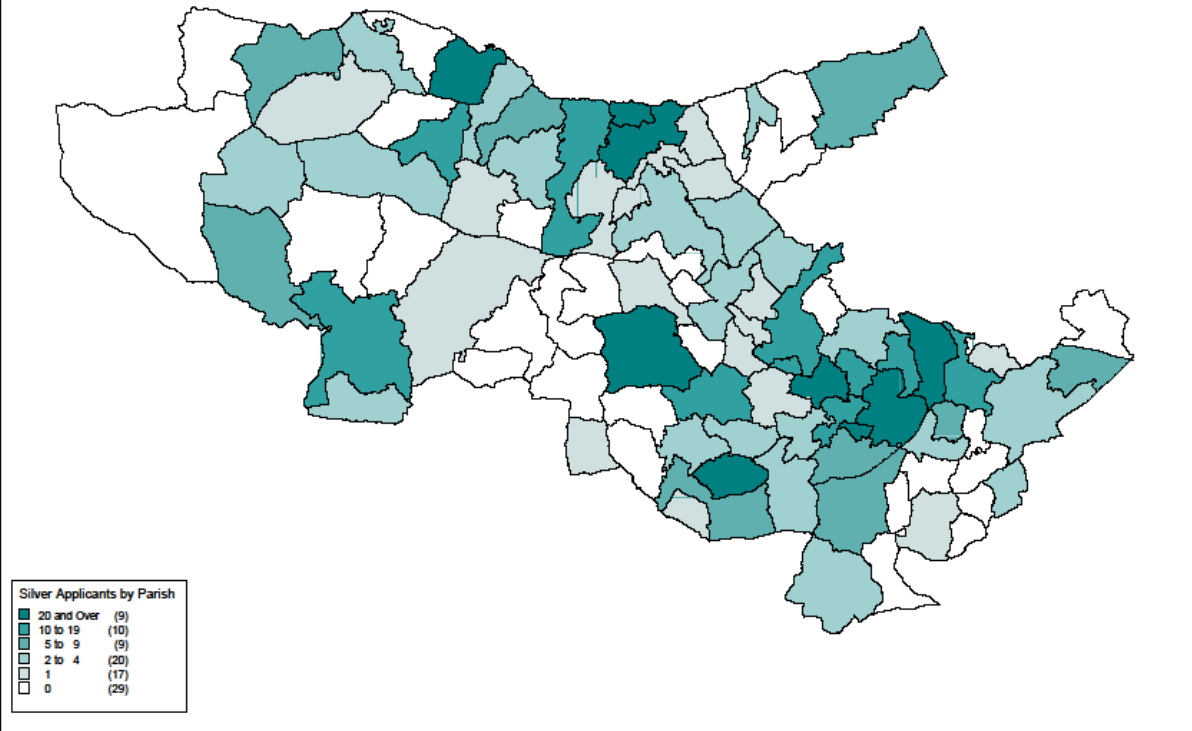 Silver Applicants by Parish
20 and Over (9)
10 to 19 (10)
5 to 9 (9)
2 to 4 (20)
1 (17)
0 (29)